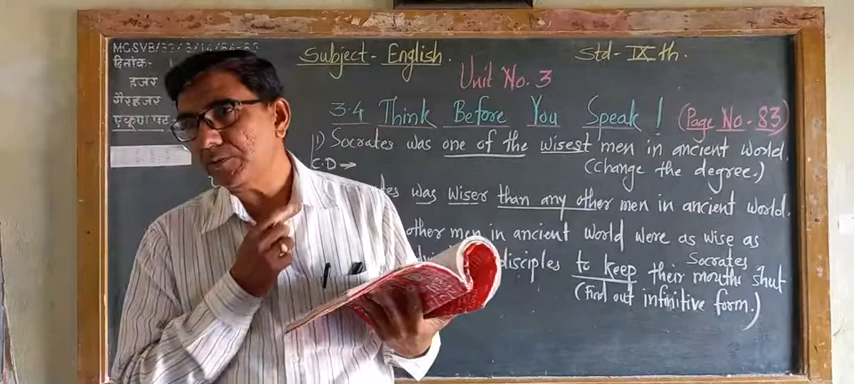 Subject - English. Std - IX th.
दिनांक-
Unit No. 3
हजर
गैरहजर
3.4 Think Before You Speak! (Page No - 83)
एकूण पट
1) Socrates was one of the wisest men in ancient world.
C.D → (Change the degree.)
was wiser than any other men in ancient world.
other men in ancient world were as wise as
Socrates
disciples to keep their mouths shut
(Find out infinitive form.)